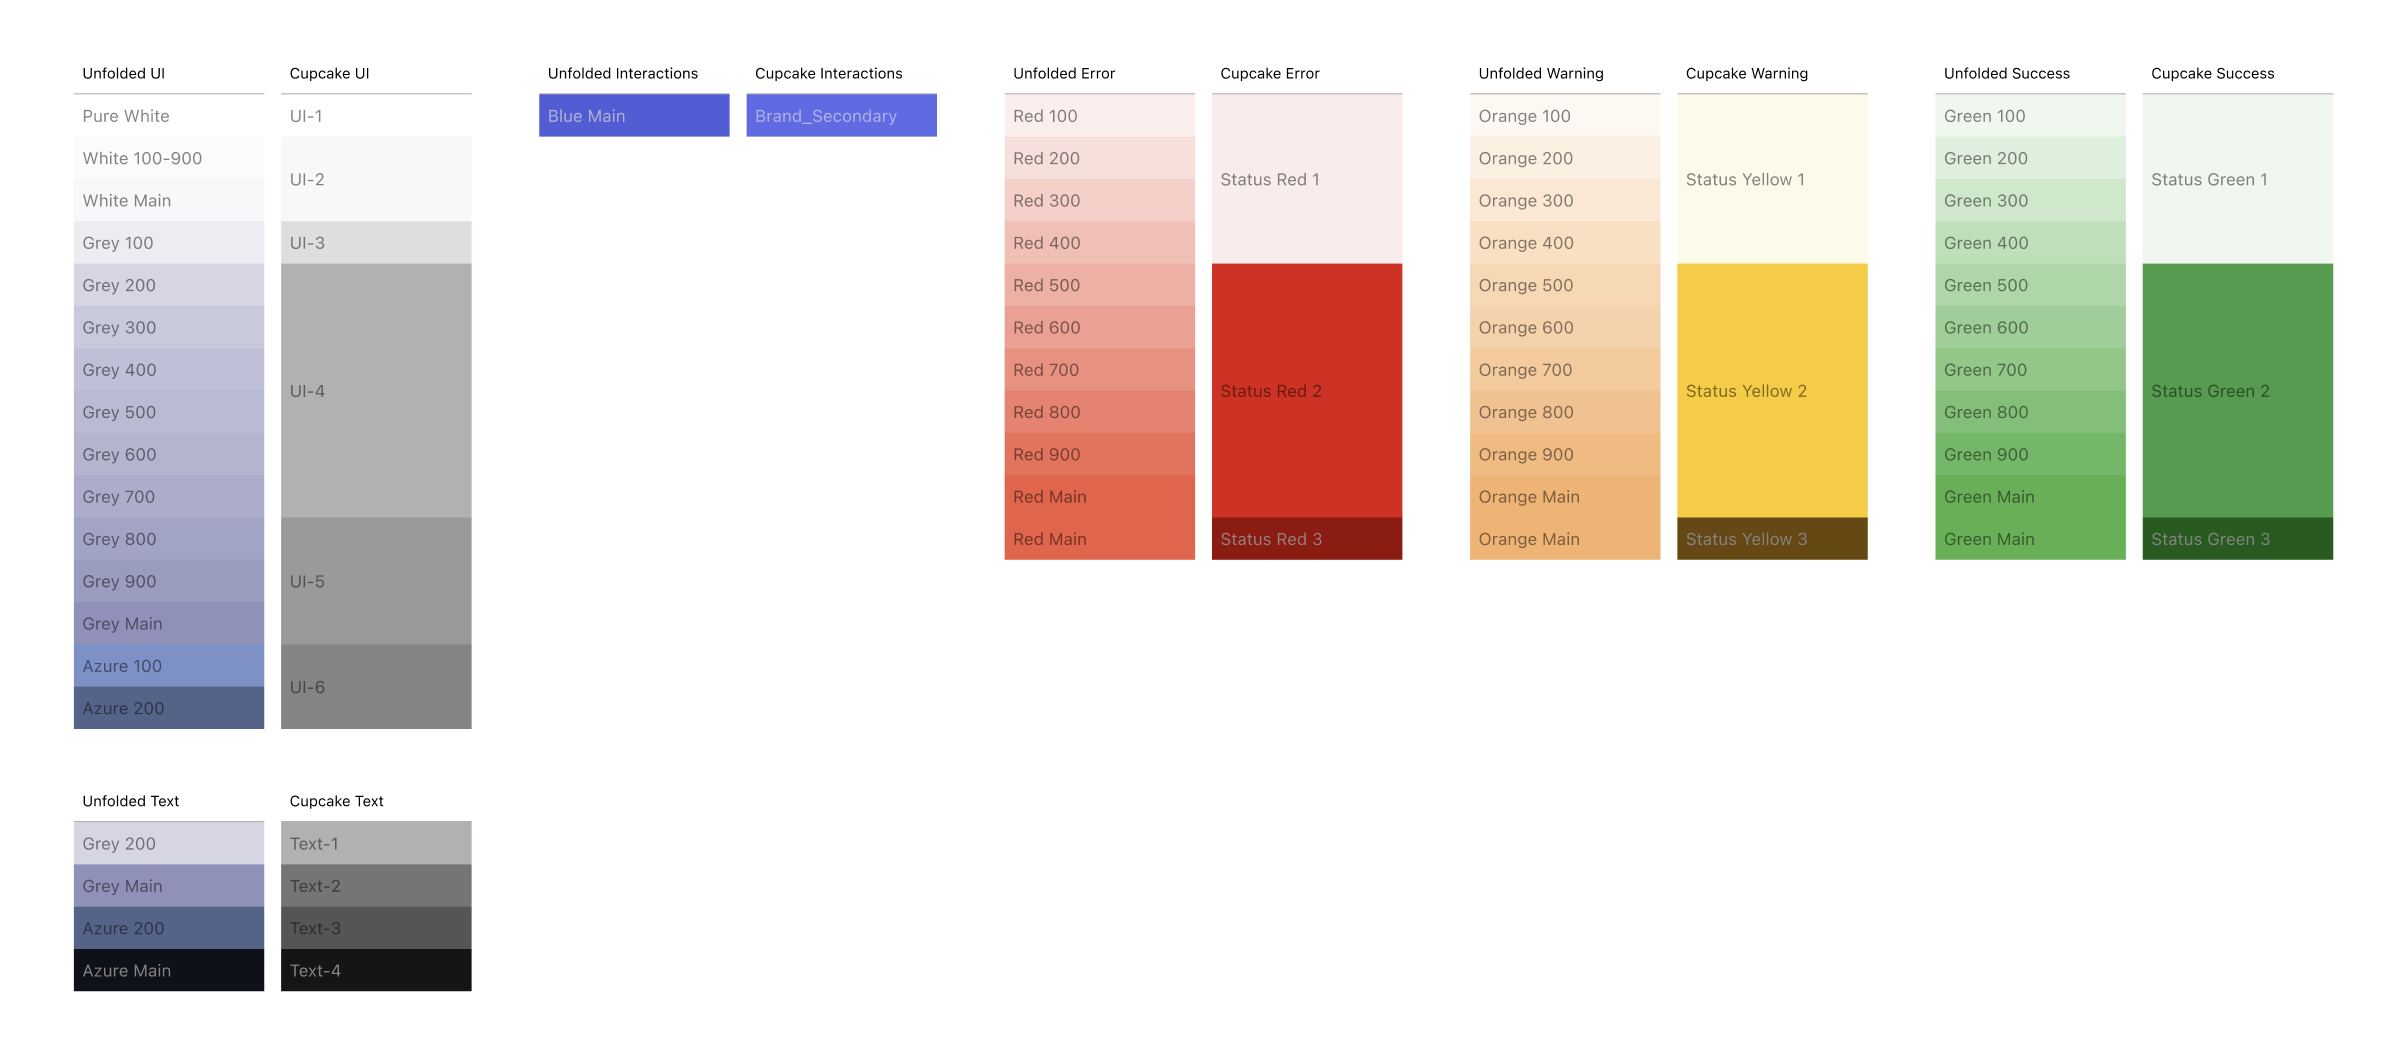 Unfolded UI
Pure White
White 100-900
White Main
Grey 100
Grey 200
Grey 300
Grey 400
Grey 500
Grey 600
Grey 700
Grey 800
Grey 900
Grey Main
Azure 100
Azure 200
Cupcake UI
UI-1
UI-2
UI-3
UI-4
UI-5
UI-6
Unfolded Interactions
Blue Main
Cupcake Interactions
Brand_Secondary
Unfolded Error
Red 100
Red 200
Red 300
Red 400
Red 500
Red 600
Red 700
Red 800
Red 900
Red Main
Red Main
Cupcake Error
Status Red 1
Status Red 2
Status Red 3
Unfolded Warning
Orange 100
Orange 200
Orange 300
Orange 400
Orange 500
Orange 600
Orange 700
Orange 800
Orange 900
Orange Main
Orange Main
Cupcake Warning
Status Yellow 1
Status Yellow 2
Status Yellow 3
Unfolded Success
Green 100
Green 200
Green 300
Green 400
Green 500
Green 600
Green 700
Green 800
Green 900
Green Main
Green Main
Cupcake Success
Status Green 1
Status Green 2
Status Green 3
Unfolded Text
Grey 200
Grey Main
Azure 200
Azure Main
Cupcake Text
Text-1
Text-2
Text-3
Text-4